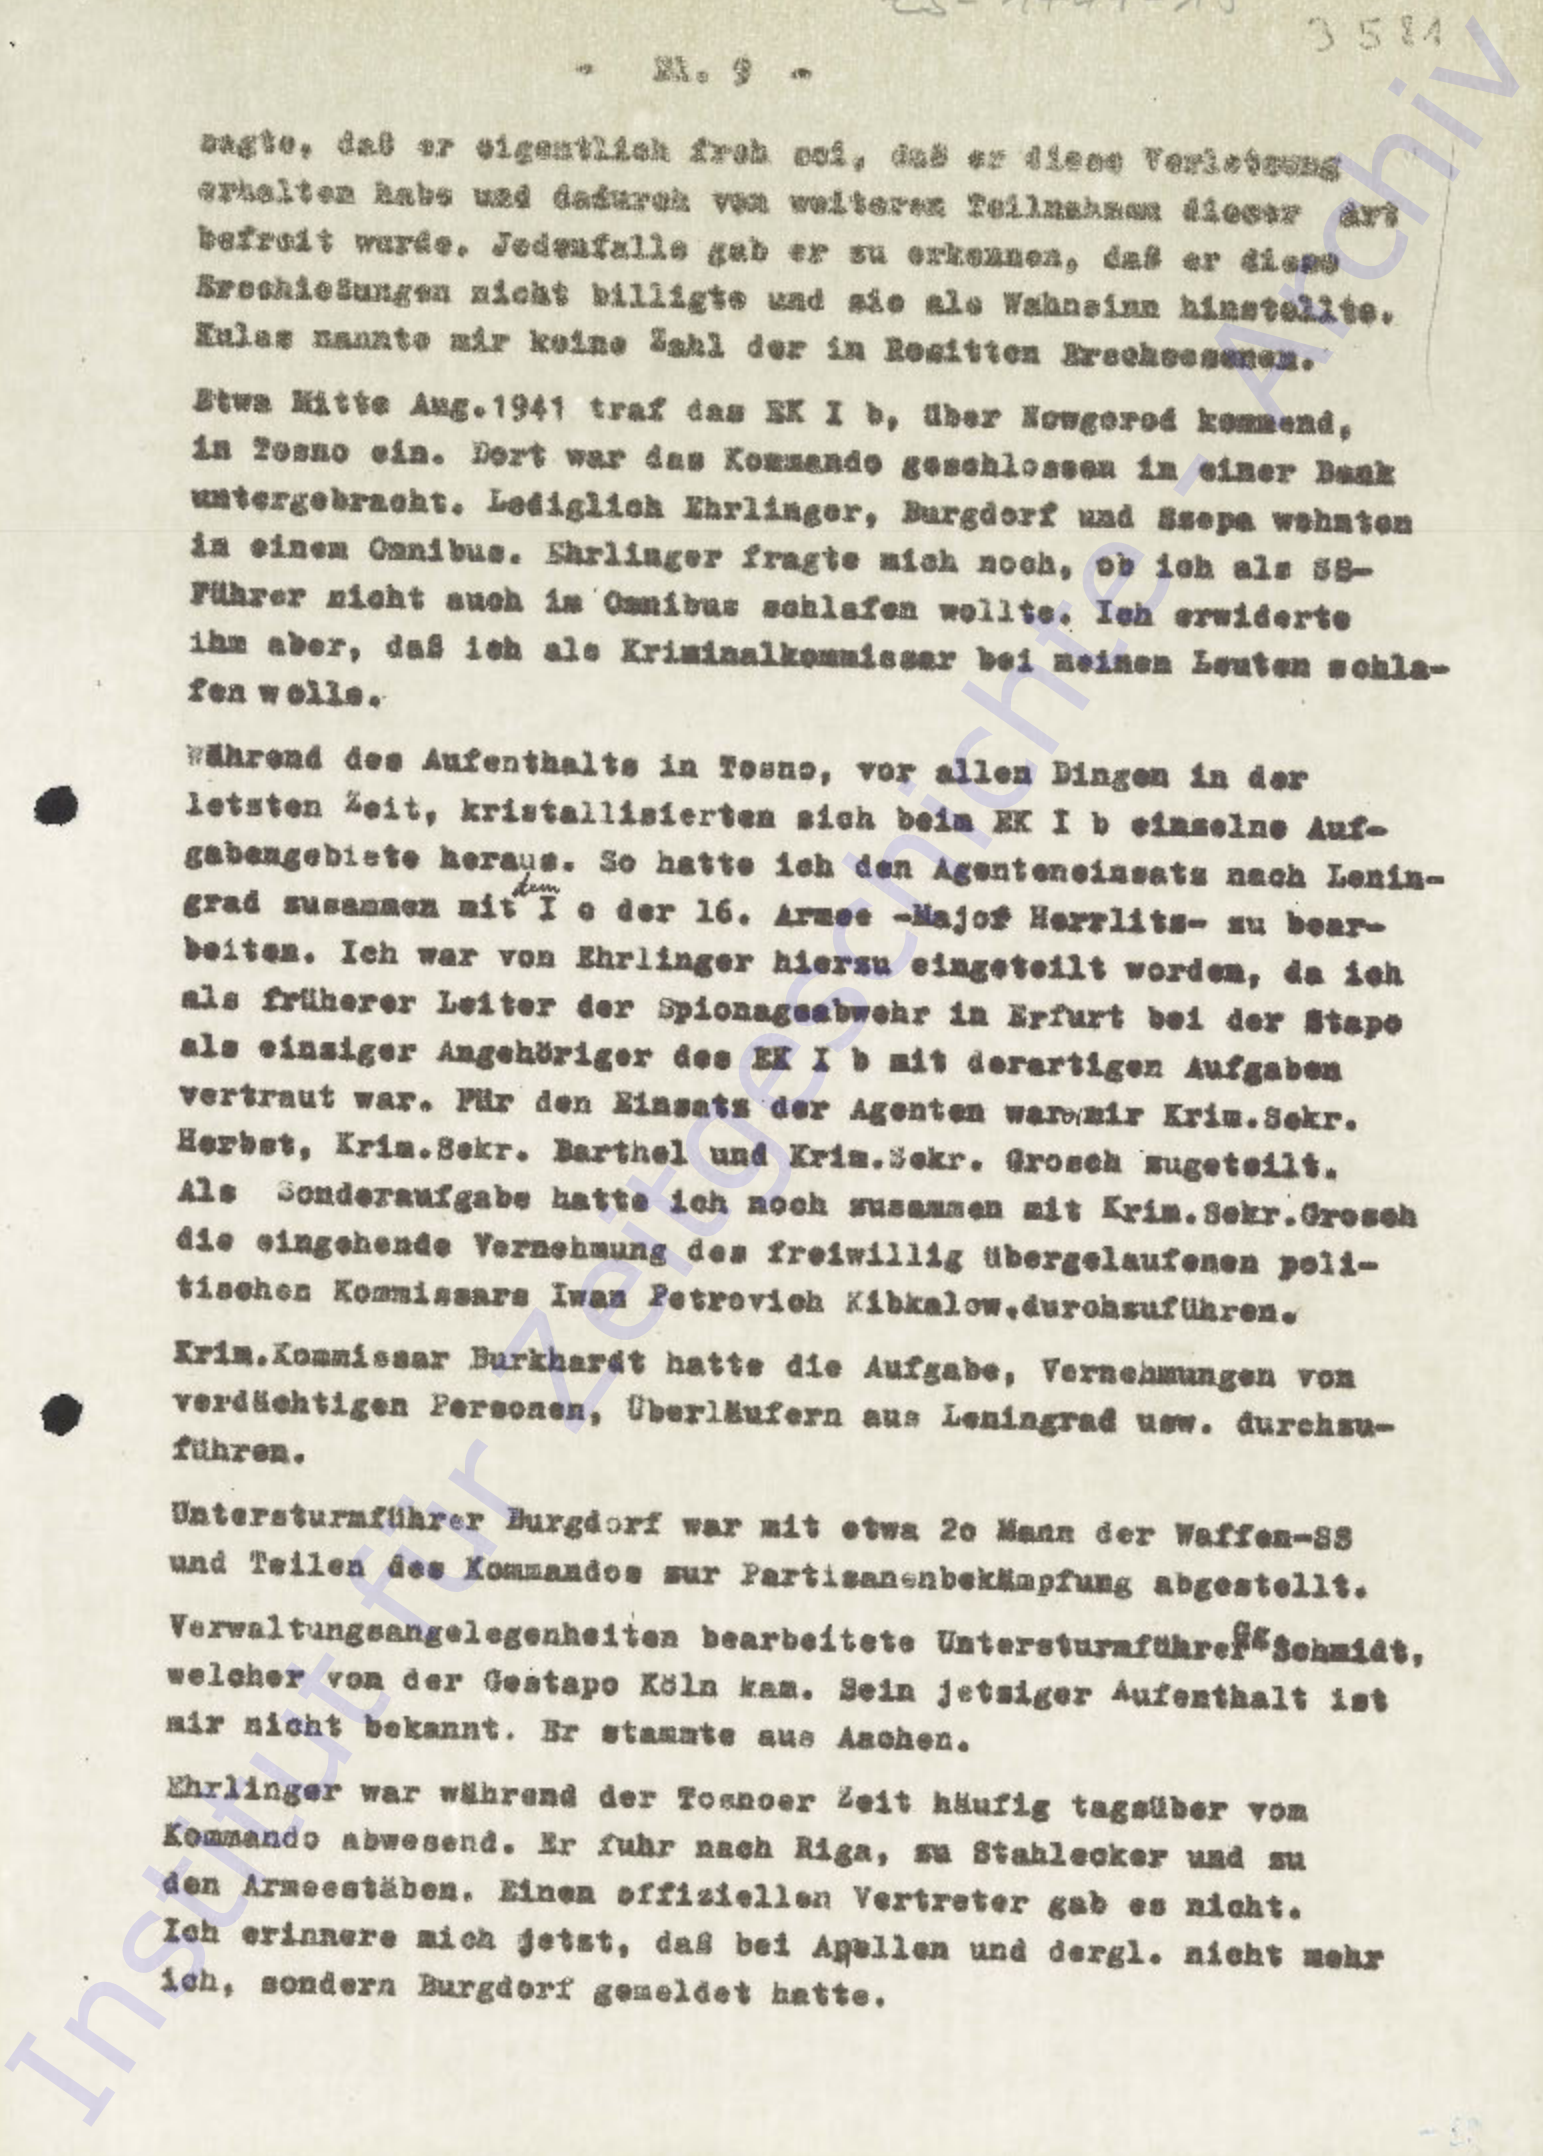 3581
- Bl. 9 -
sagte, daß er eigentlich froh sei, daß er diese Verletzung
erhalten habe und dadurch von weiteren Teilnahmen dieser Art
befreit wurde. Jedenfalls gab er zu erkennen, daß er diese
Erschießungen nicht billigte und sie als Wahnsinn hinstellte.
Kulas nannte mir keine Zahl der in Rositten Erschossenen.
Etwa Mitte Aug.1941 traf das EK I b, über Nowgorod kommend,
in Tosno ein. Dort war das Kommando geschlossen in einer Bank
untergebracht. Lediglich Ehrlinger, Burgdorf und Szepa wohnten
in einem Omnibus. Ehrlinger fragte mich noch, ob ich als SS-
Führer nicht auch im Omnibus schlafen wollte. Ich erwiderte
ihm aber, daß ich als Kriminalkommissar bei meinen Leuten schla-
fen wolle.
Während des Aufenthalts in Tosno, vor allen Dingen in der
letzten Zeit, kristallisierten sich beim EK I b einzelne Auf-
gabengebiete heraus. So hatte ich den Agenteneinsatz nach Lenin-
grad zusammen mit dem I c der 16. Armee -Major Herrlitz- zu bear-
beiten. Ich war von Ehrlinger hierzu eingeteilt worden, da ich
als früherer Leiter der Spionageabwehr in Erfurt bei der Stapo
als einziger Angehöriger des EK I b mit derartigen Aufgaben
vertraut war. Für den Einsatz der Agenten waren mir Krim.Sekr.
Herbst, Krim.Sekr. Barthel und Krim.Sekr. Grosch zugeteilt.
Als Sonderaufgabe hatte ich noch zusammen mit Krim.Sekr.Grosch
die eingehende Vernehmung des freiwillig übergelaufenen poli-
tischen Kommissars Iwan Petrovich Kibkalow,durchzuführen.
Krim.Kommissar Burkhardt hatte die Aufgabe, Vernehmungen von
verdächtigen Personen, Überläufern aus Leningrad usw. durchzu-
führen.
Untersturmführer Burgdorf war mit etwa 2o Mann der Waffen-SS
und Teilen des Kommandos zur Partisanenbekämpfung abgestellt.
Verwaltungsangelegenheiten bearbeitete Untersturmführer Gg Schmidt,
welcher von der Gestapo Köln kam. Sein jetziger Aufenthalt ist
mir nicht bekannt. Er stammte aus Aachen.
Ehrlinger war während der Tosnoer Zeit häufig tagsüber vom
Kommando abwesend. Er fuhr nach Riga, zu Stahlecker und zu
den Armeestäben. Einen offiziellen Vertreter gab es nicht.
Ich erinnere mich jetzt, daß bei Apellen und dergl. nicht mehr
ich, sondern Burgdorf gemeldet hatte.
Institut für Zeitgeschichte - Archiv